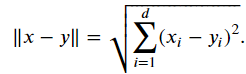 ‖x − y‖ = √(∑_{i=1}^{d} (x_i − y_i)²).